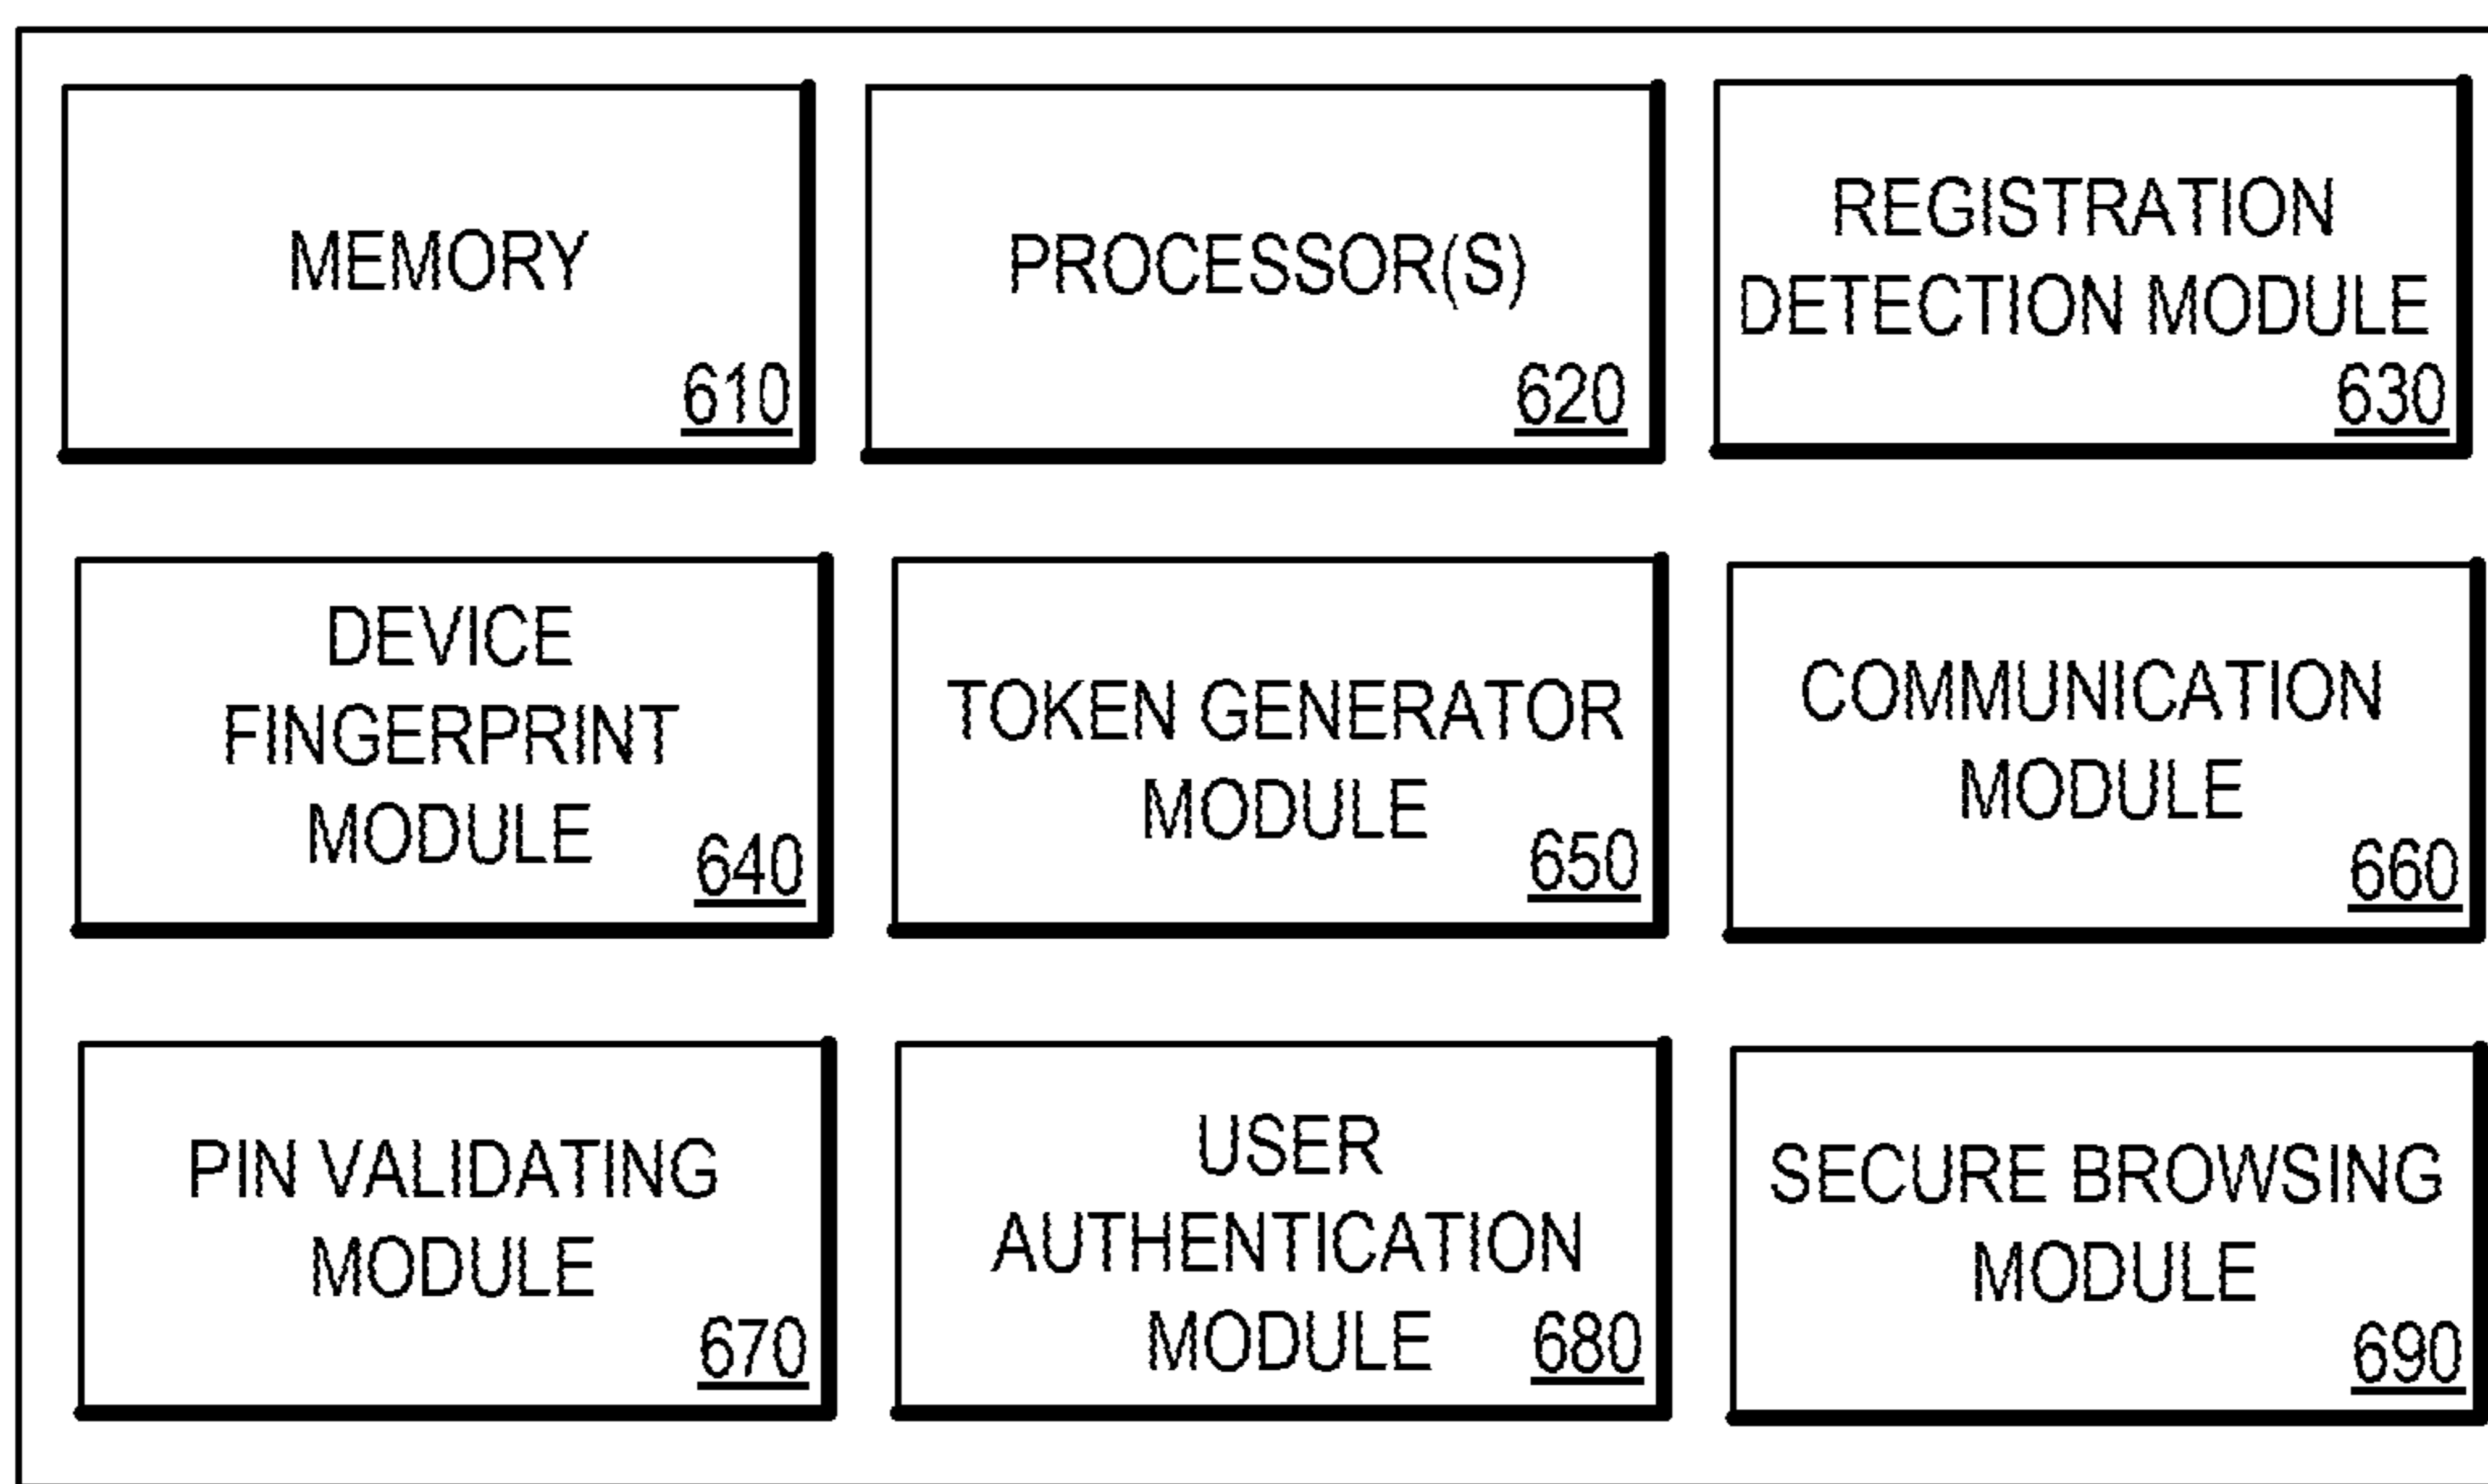 MEMORY
610
PROCESSOR(S)
620
REGISTRATION
DETECTION MODULE
630
DEVICE
FINGERPRINT
MODULE
640
TOKEN GENERATOR
MODULE
650
COMMUNICATION
MODULE
660
PIN VALIDATING
MODULE
670
USER
AUTHENTICATION
MODULE 680
SECURE BROWSING
MODULE
690